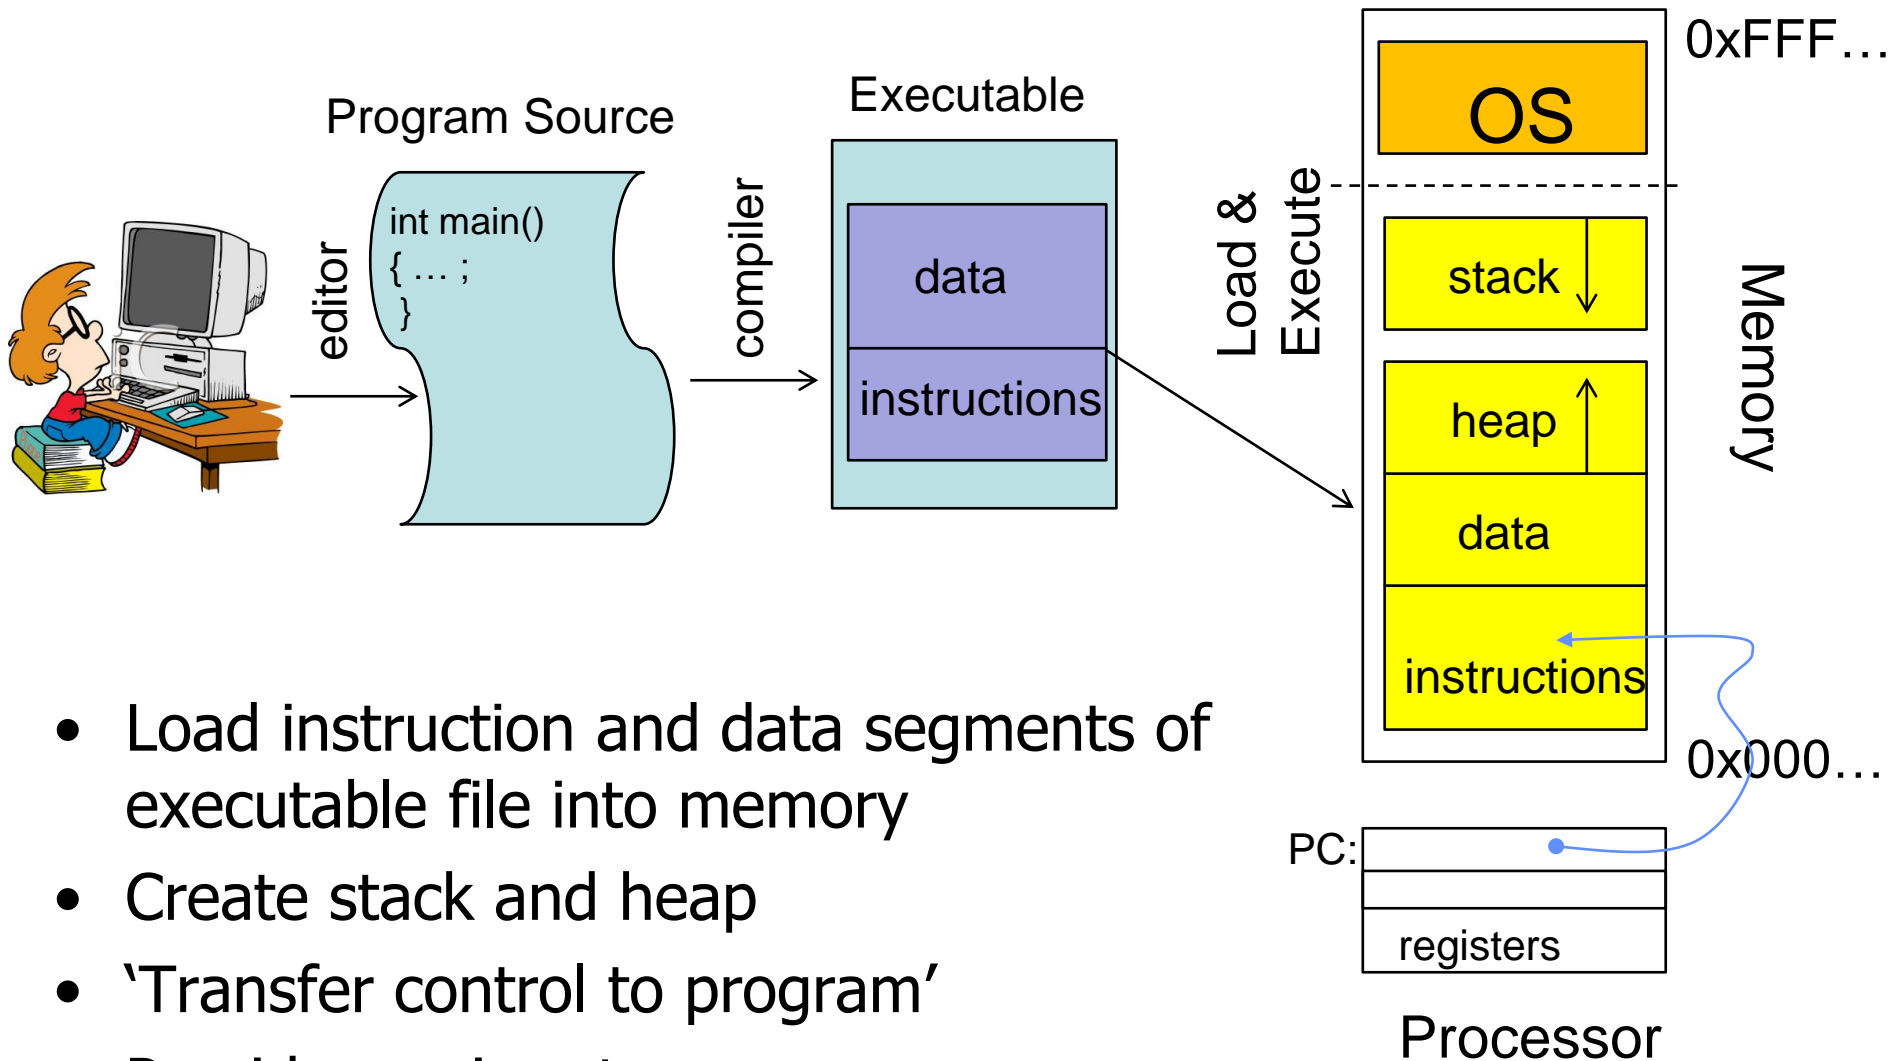 0xFFF…
Executable
Program Source
OS
Load &
Execute
compiler
editor
int main()
{ … ;
}
data
instructions
stack
heap
data
instructions
Memory
0x000…
• Load instruction and data segments of
executable file into memory
• Create stack and heap
• ‘Transfer control to program’
PC:
registers
Processor